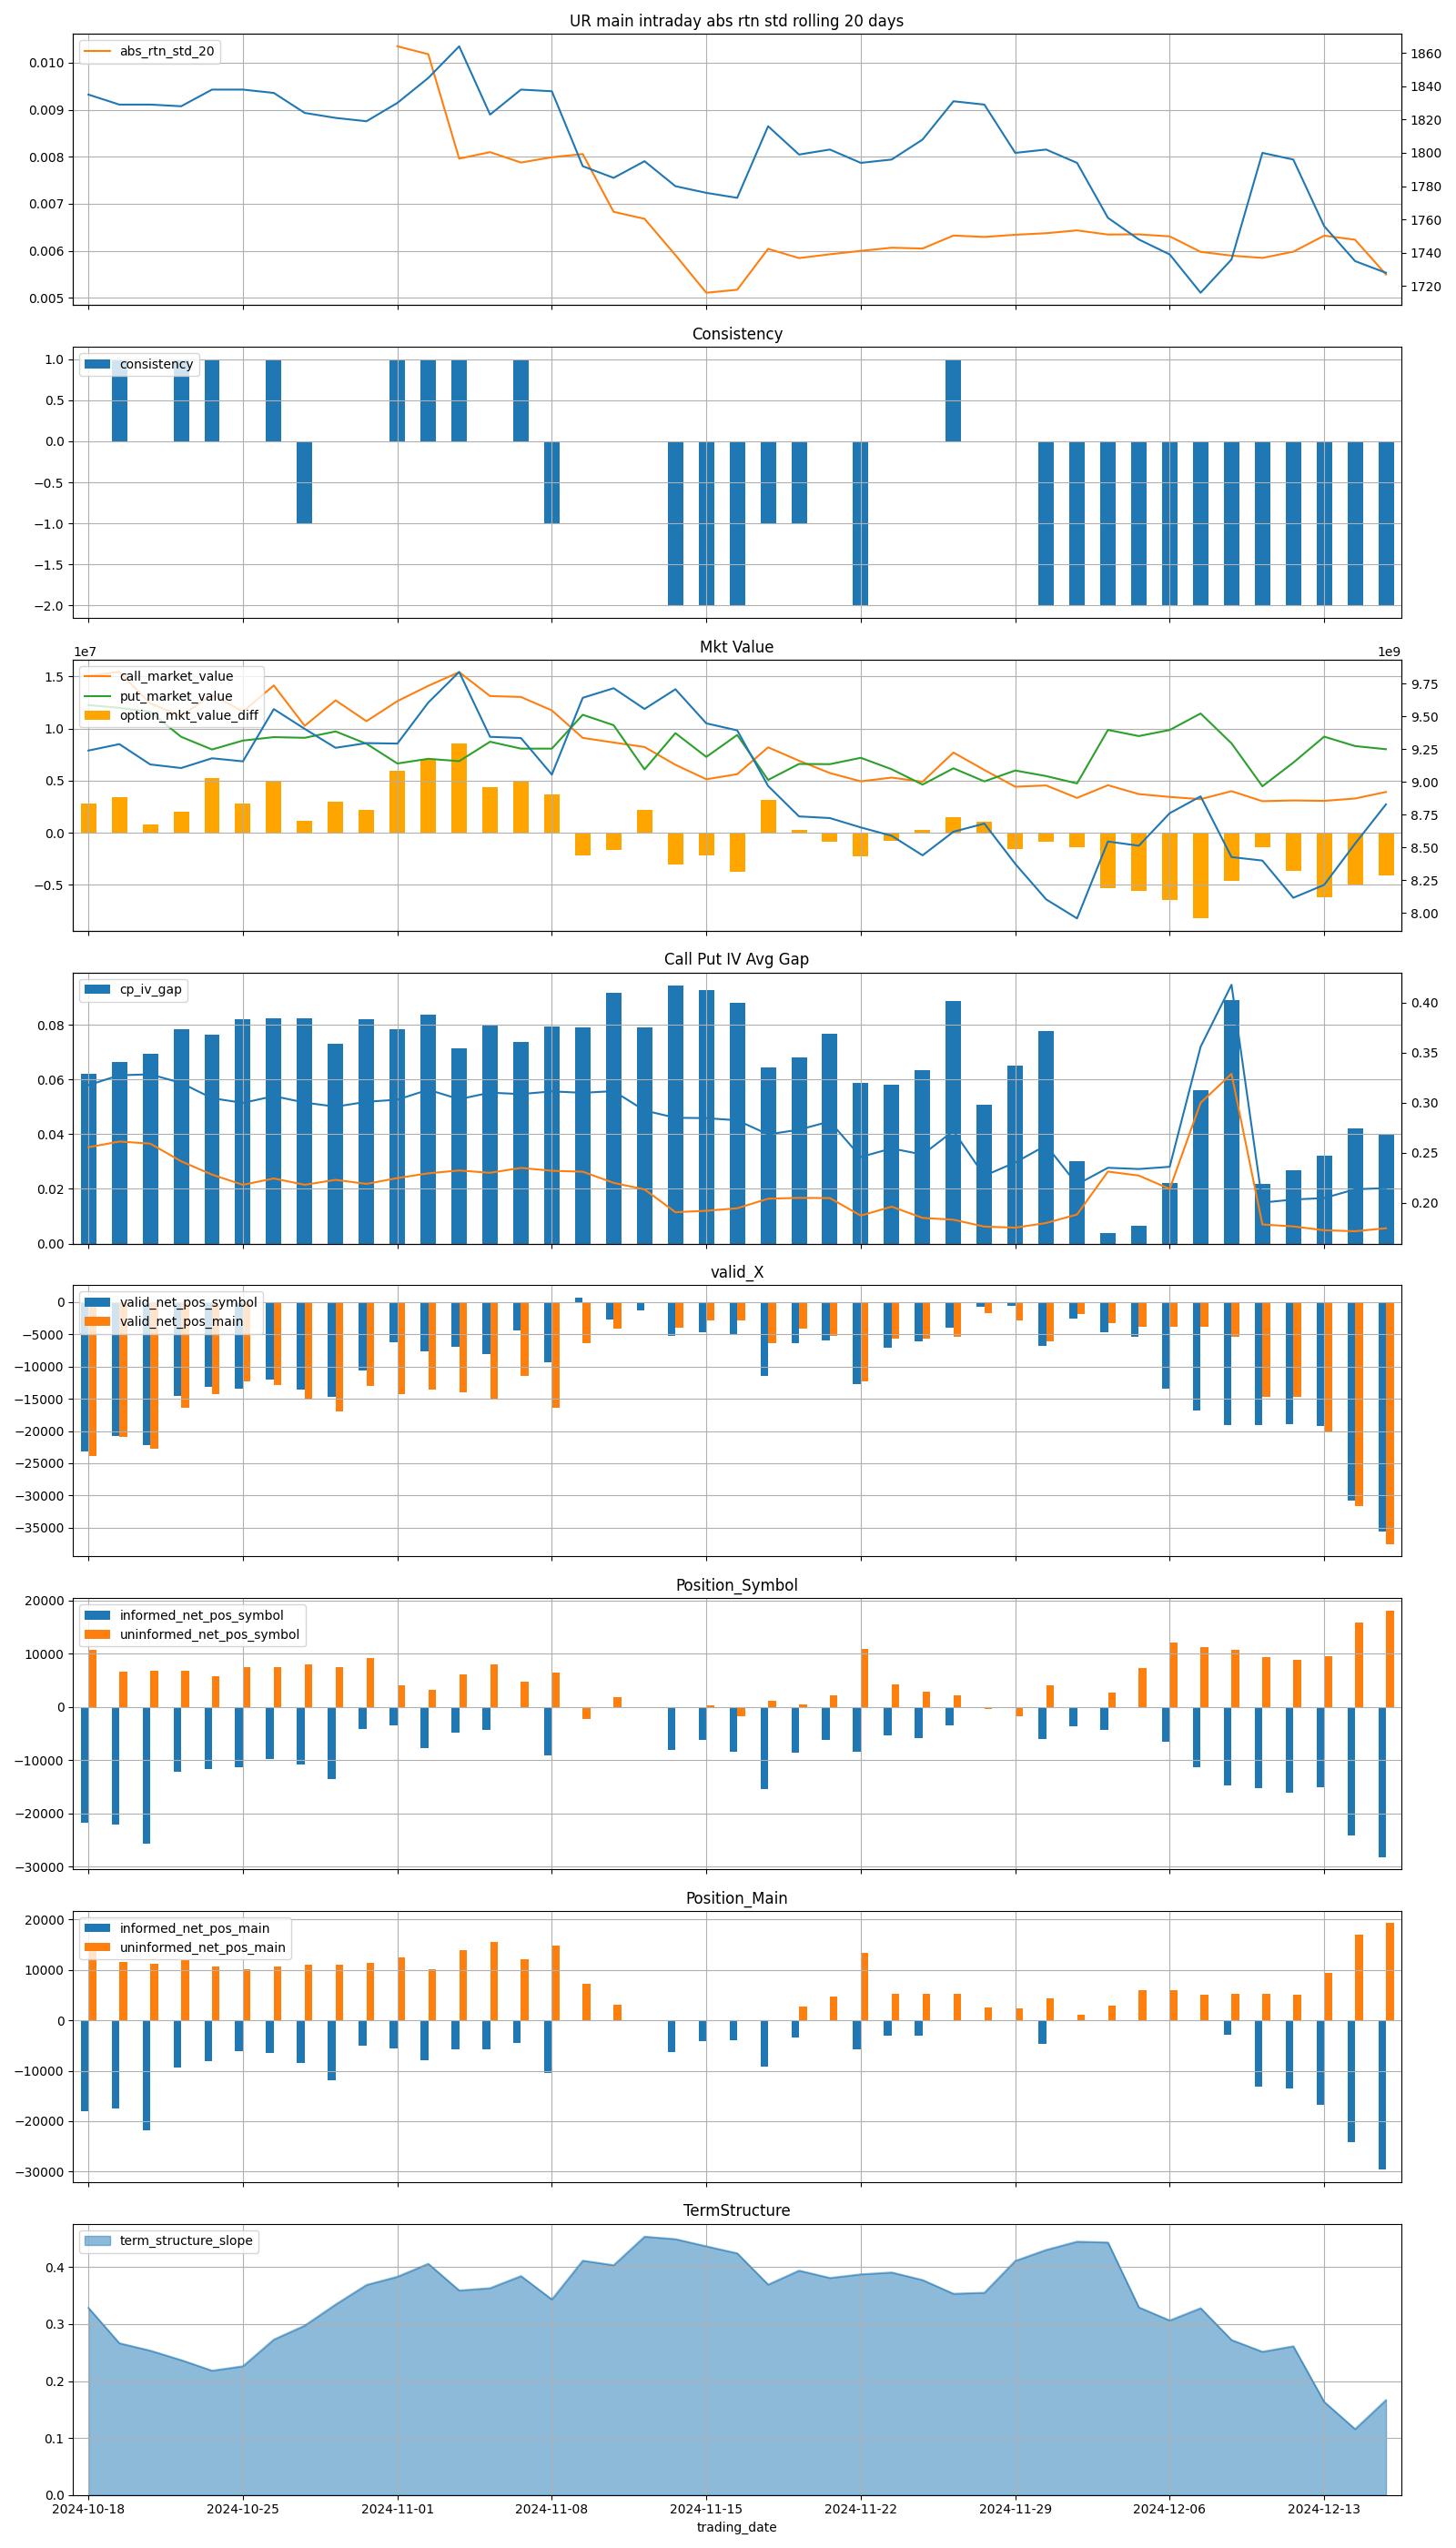 UR main intraday abs rtn std rolling 20 days
abs_rtn_std_20
0.010
0.009
0.008
0.007
0.006
0.005
1860
1840
1820
1800
1780
1760
1740
1720
Consistency
consistency
1.0
0.5
0.0
−0.5
−1.0
−1.5
−2.0
Mkt Value
1e7
1e9
call_market_value
put_market_value
option_mkt_value_diff
1.5
1.0
0.5
0.0
−0.5
9.75
9.50
9.25
9.00
8.75
8.50
8.25
8.00
Call Put IV Avg Gap
cp_iv_gap
0.08
0.06
0.04
0.02
0.00
0.40
0.35
0.30
0.25
0.20
valid_X
valid_net_pos_symbol
valid_net_pos_main
0
−5000
−10000
−15000
−20000
−25000
−30000
−35000
Position_Symbol
informed_net_pos_symbol
uninformed_net_pos_symbol
20000
10000
0
−10000
−20000
−30000
Position_Main
informed_net_pos_main
uninformed_net_pos_main
20000
10000
0
−10000
−20000
−30000
TermStructure
term_structure_slope
0.4
0.3
0.2
0.1
0.0
2024-10-18 2024-10-25 2024-11-01 2024-11-08 2024-11-15 2024-11-22 2024-11-29 2024-12-06 2024-12-13
trading_date